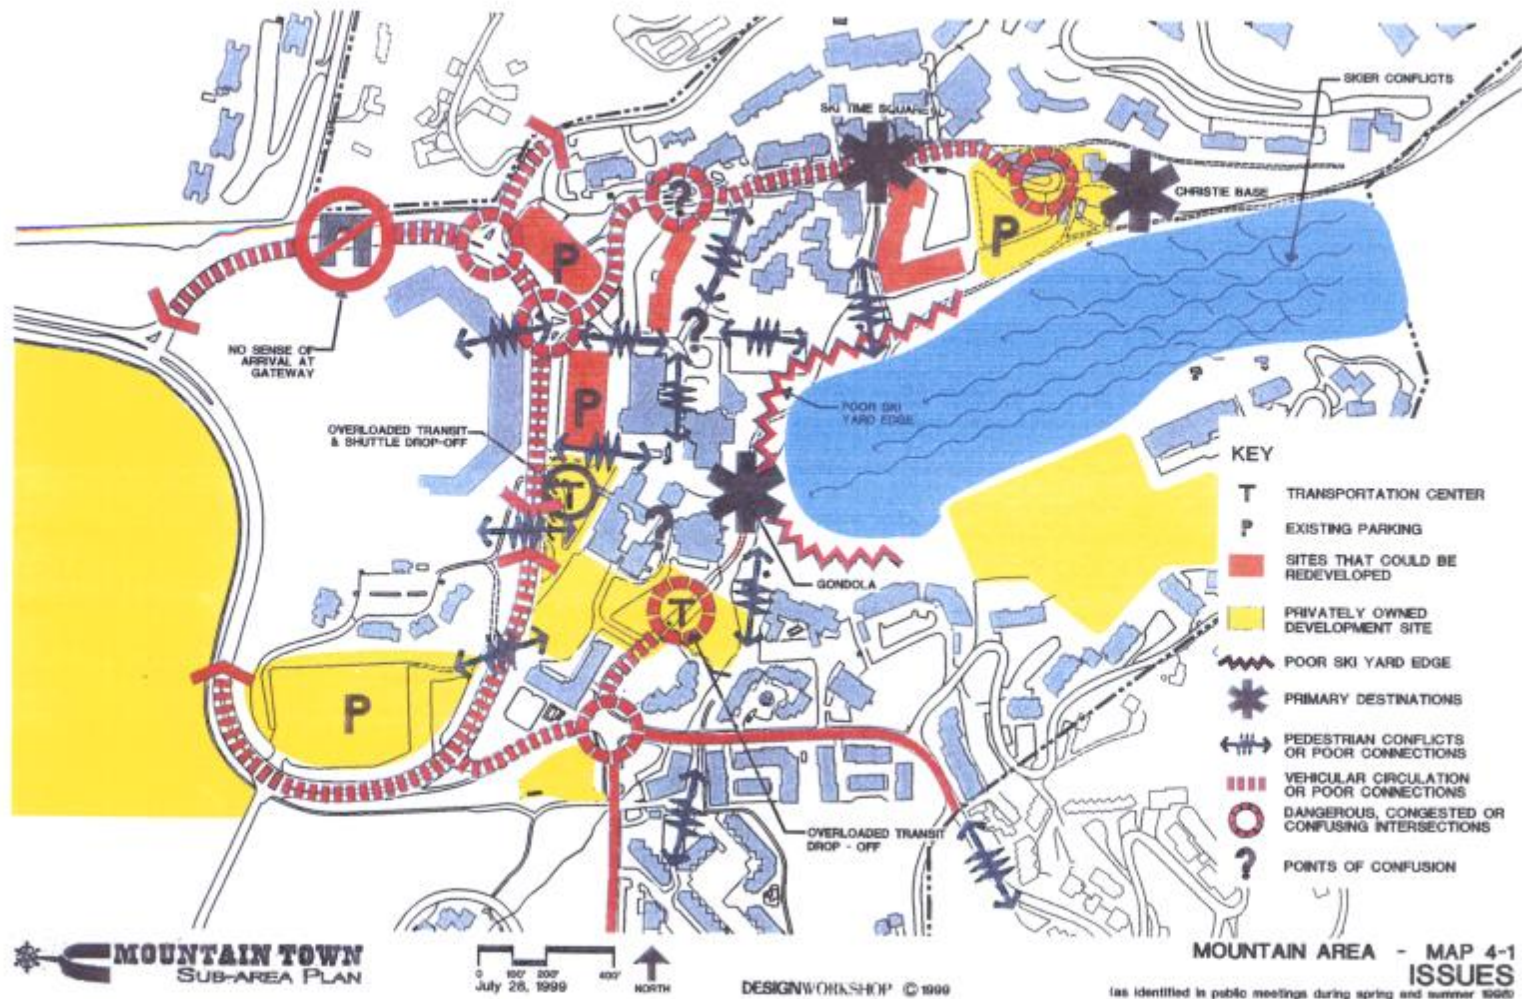 SKIER CONFLICTS
SKI TIME SQUARE
?
CHRISTIE BASE
P
P
NO SENSE OF
ARRIVAL AT
GATEWAY
?
P
POOR SKI
YARD EDGE
OVERLOADED TRANSIT
& SHUTTLE DROP-OFF
T
?
GONDOLA
T
P
OVERLOADED TRANSIT
DROP - OFF
KEY
T TRANSPORTATION CENTER
P EXISTING PARKING
SITES THAT COULD BE
REDEVELOPED
PRIVATELY OWNED
DEVELOPMENT SITE
POOR SKI YARD EDGE
PRIMARY DESTINATIONS
PEDESTRIAN CONFLICTS
OR POOR CONNECTIONS
VEHICULAR CIRCULATION
OR POOR CONNECTIONS
DANGEROUS, CONGESTED OR
CONFUSING INTERSECTIONS
? POINTS OF CONFUSION
MOUNTAIN TOWN
SUB-AREA PLAN
0 100' 200' 400'
July 28, 1999
NORTH
DESIGNWORKSHOP © 1999
MOUNTAIN AREA - MAP 4-1
ISSUES
(as identified in public meetings during spring and summer